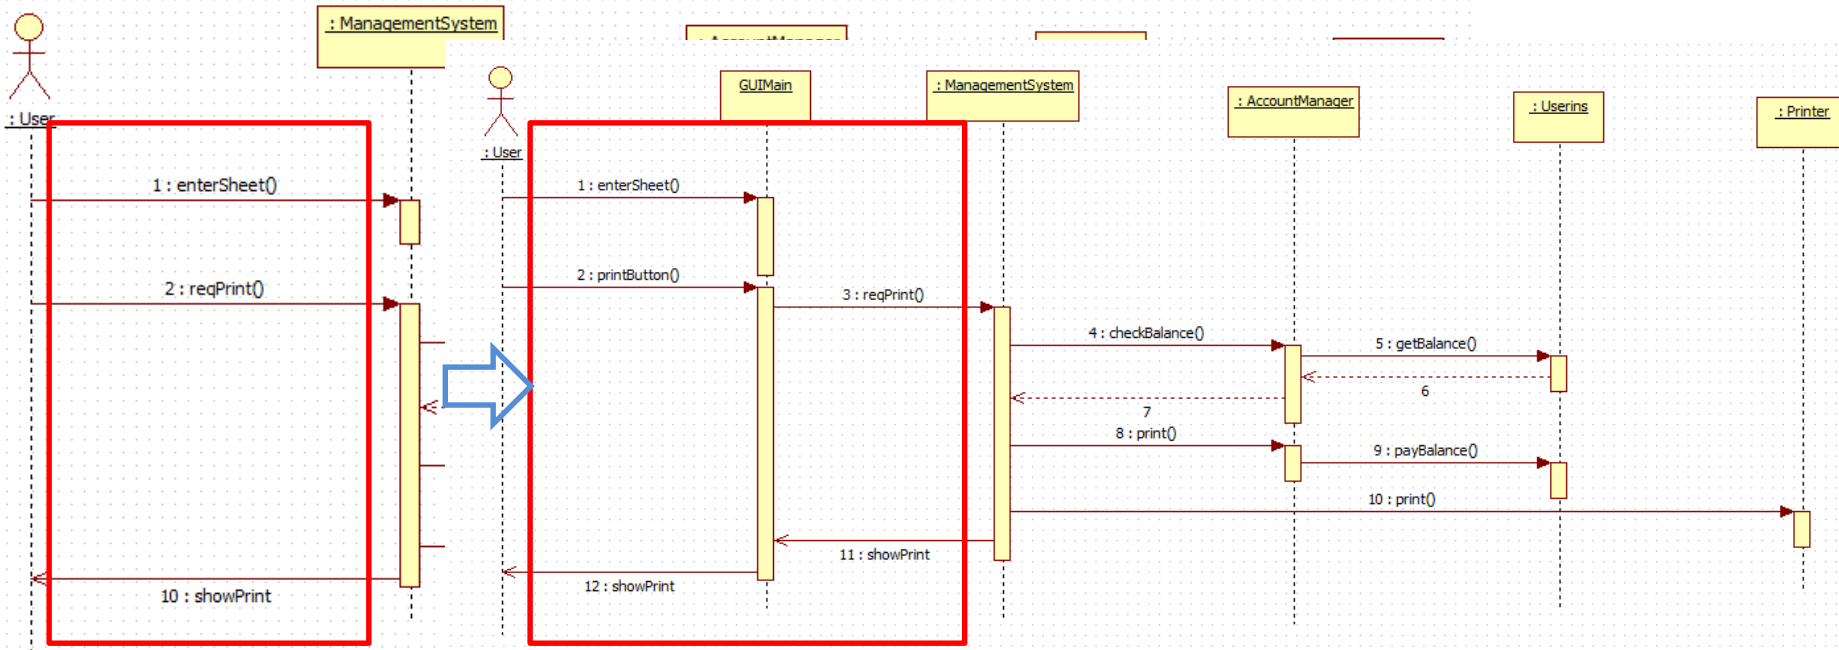 : ManagementSystem
: User
1 : enterSheet()
2 : reqPrint()
10 : showPrint
: User
GUIMain
: ManagementSystem
: AccountManager
: Userins
: Printer
1 : enterSheet()
2 : printButton()
3 : reqPrint()
4 : checkBalance()
5 : getBalance()
6
7
8 : print()
9 : payBalance()
10 : print()
11 : showPrint
12 : showPrint